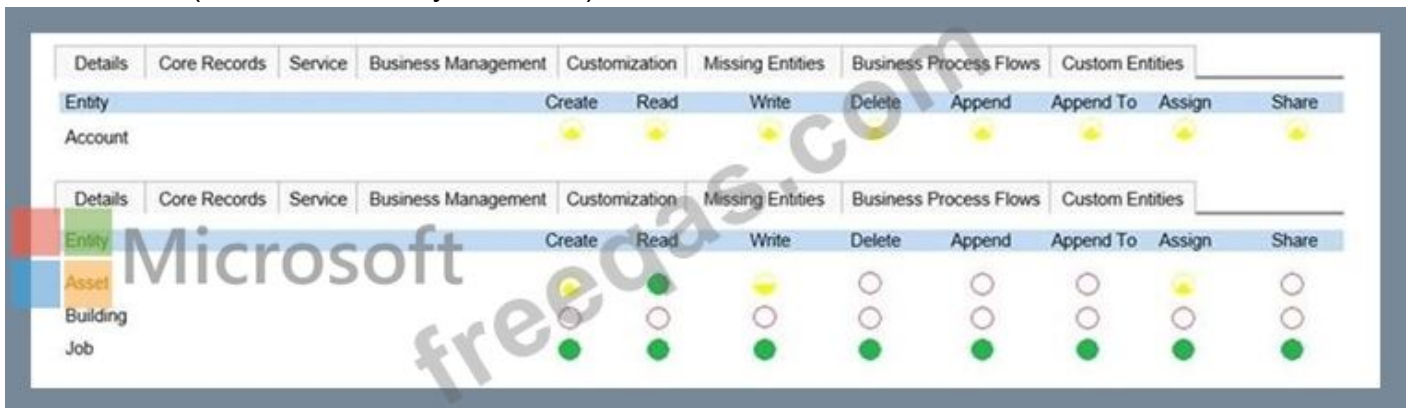 Details Core Records Service Business Management Customization Missing Entities Business Process Flows Custom Entities
Entity Create Read Write Delete Append Append To Assign Share
Account
Details Core Records Service Business Management Customization Missing Entities Business Process Flows Custom Entities
Entity Create Read Write Delete Append Append To Assign Share
Asset
Building
Job
Microsoft
freeqas.com